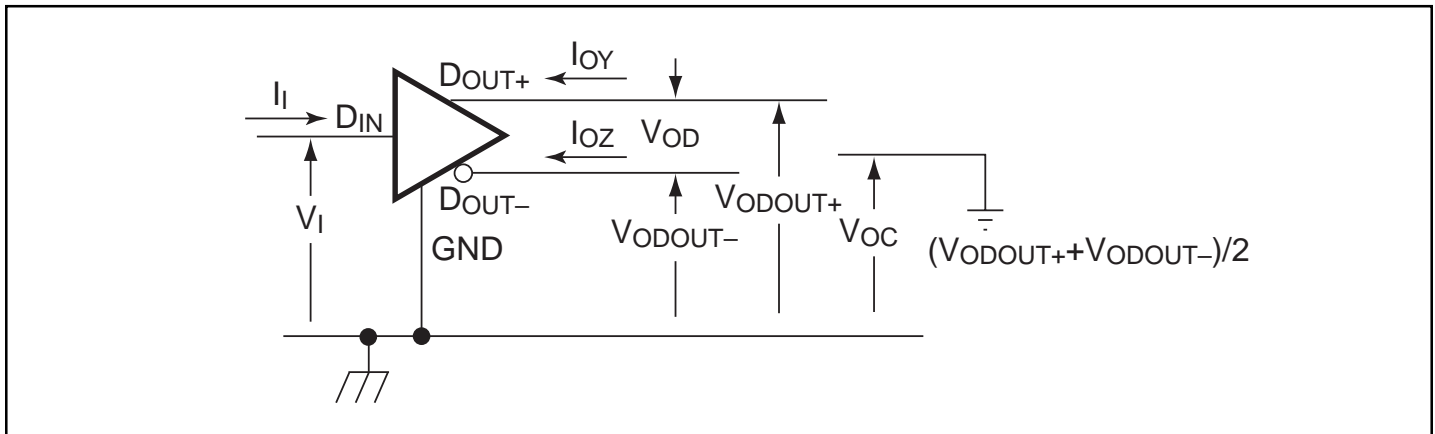 IOY
DOUT+
II
DIN
IOZ
VOD
DOUT–
VODOUT+
VI
VODOUT–
VOC
GND
(VODOUT++VODOUT–)/2